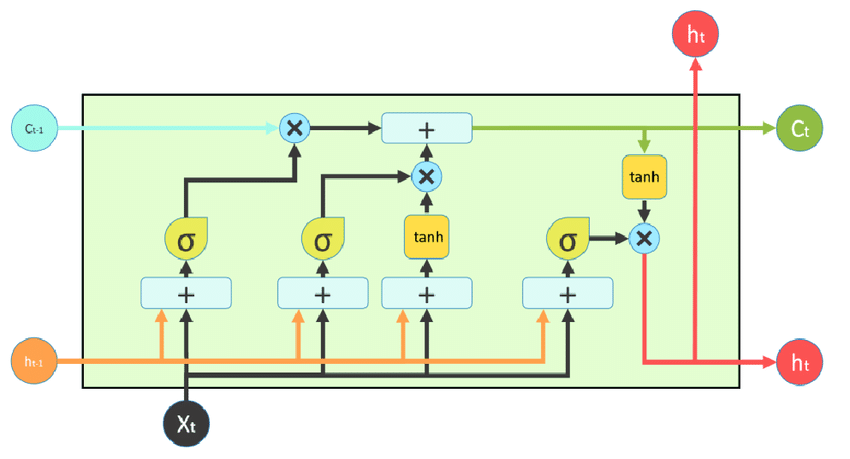 hₜ
Cₜ₋₁ × + Cₜ
tanh
×
σ σ tanh σ ×
+ + + +
hₜ₋₁ hₜ
Xₜ